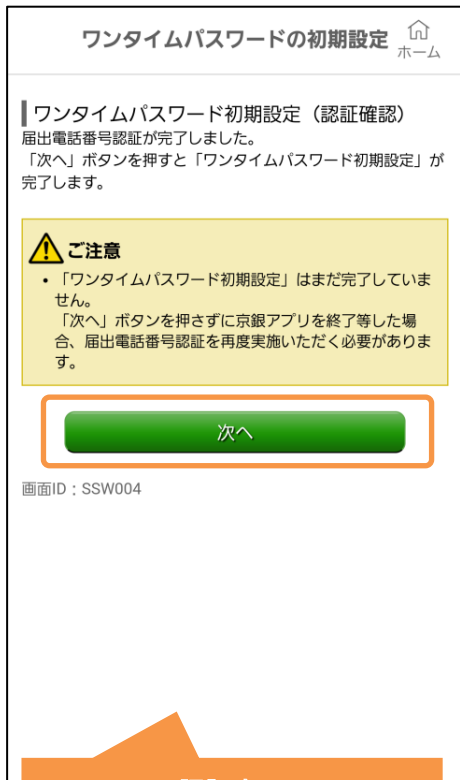 ワンタイムパスワードの初期設定
ホーム
ワンタイムパスワード初期設定（認証確認）
届出電話番号認証が完了しました。
「次へ」ボタンを押すと「ワンタイムパスワード初期設定」が
完了します。
ご注意
・「ワンタイムパスワード初期設定」はまだ完了していま
せん。
「次へ」ボタンを押さずに京銀アプリを終了等した場
合、届出電話番号認証を再度実施いただく必要がありま
す。
次へ
画面ID：SSW004